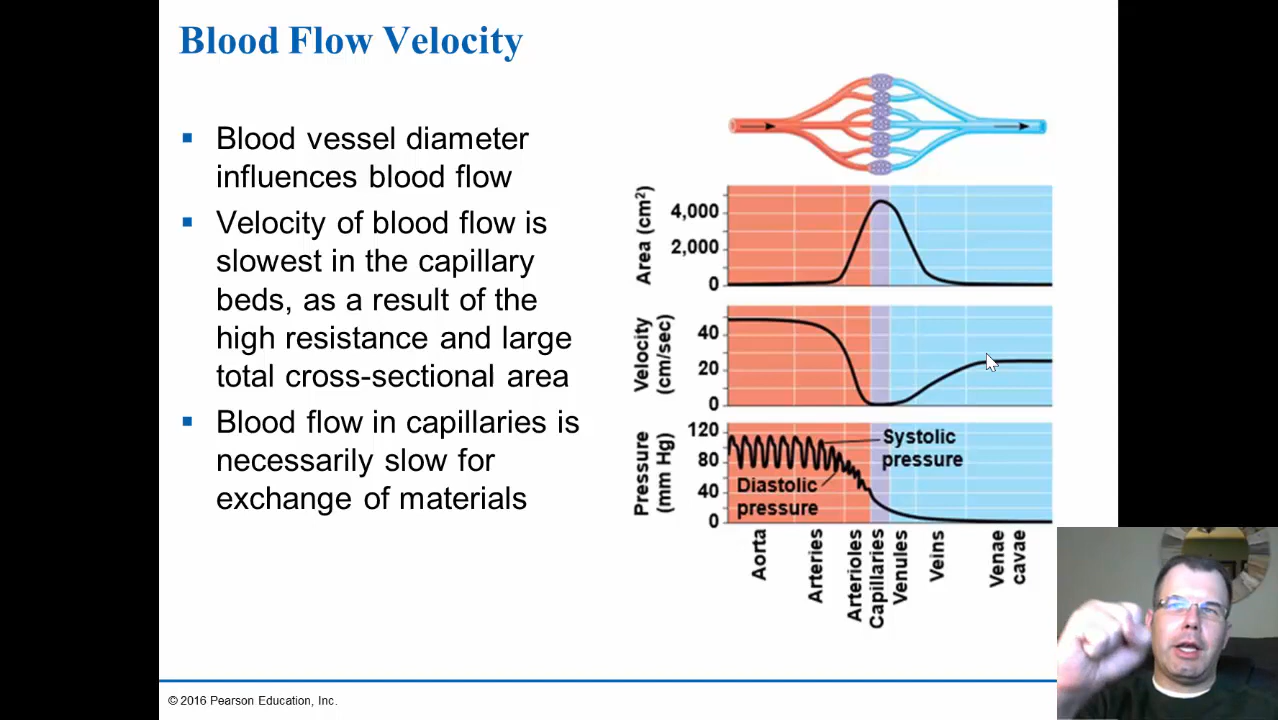 Blood Flow Velocity
▪ Blood vessel diameter
influences blood flow
▪ Velocity of blood flow is
slowest in the capillary
beds, as a result of the
high resistance and large
total cross-sectional area
▪ Blood flow in capillaries is
necessarily slow for
exchange of materials
Area (cm²)
4,000
2,000
0
Velocity
(cm/sec)
40
20
0
Pressure
(mm Hg)
120
80
40
0
Systolic
pressure
Diastolic
pressure
Aorta
Arteries
Arterioles
Capillaries
Venules
Veins
Venae
cavae
© 2016 Pearson Education, Inc.